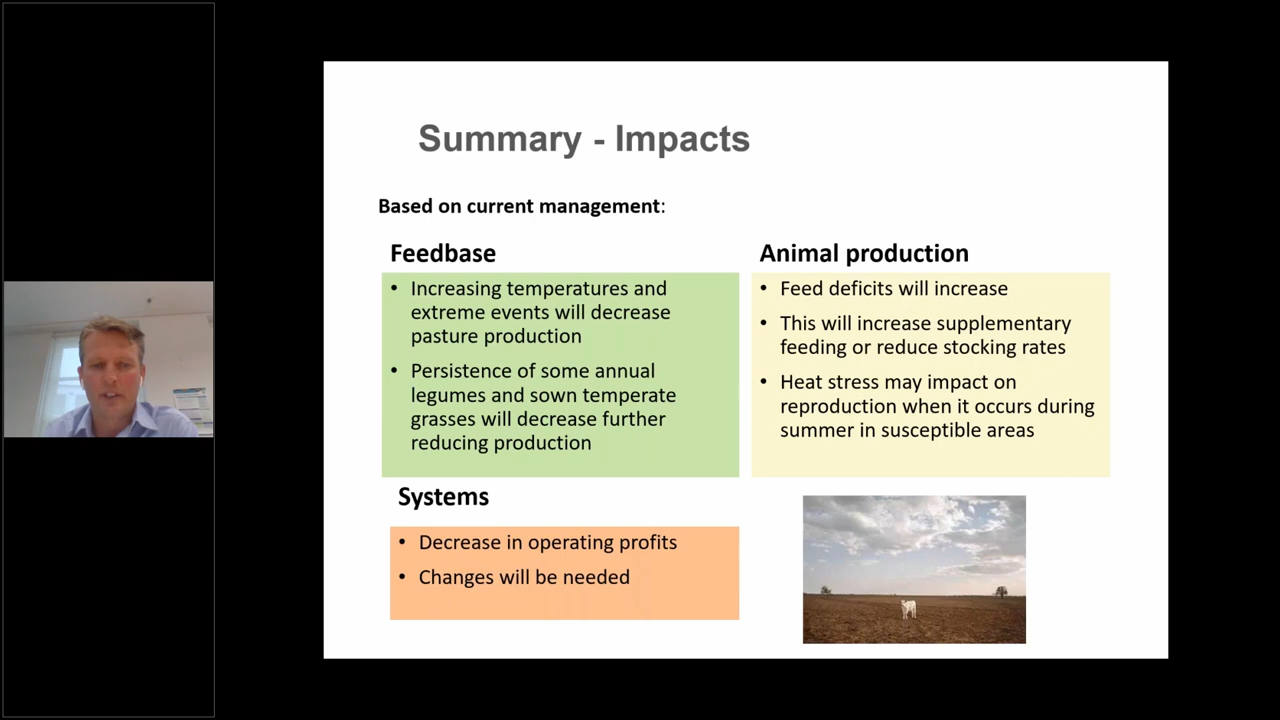 Summary - Impacts
Based on current management:
Feedbase
• Increasing temperatures and
extreme events will decrease
pasture production
• Persistence of some annual
legumes and sown temperate
grasses will decrease further
reducing production
Animal production
• Feed deficits will increase
• This will increase supplementary
feeding or reduce stocking rates
• Heat stress may impact on
reproduction when it occurs during
summer in susceptible areas
Systems
• Decrease in operating profits
• Changes will be needed